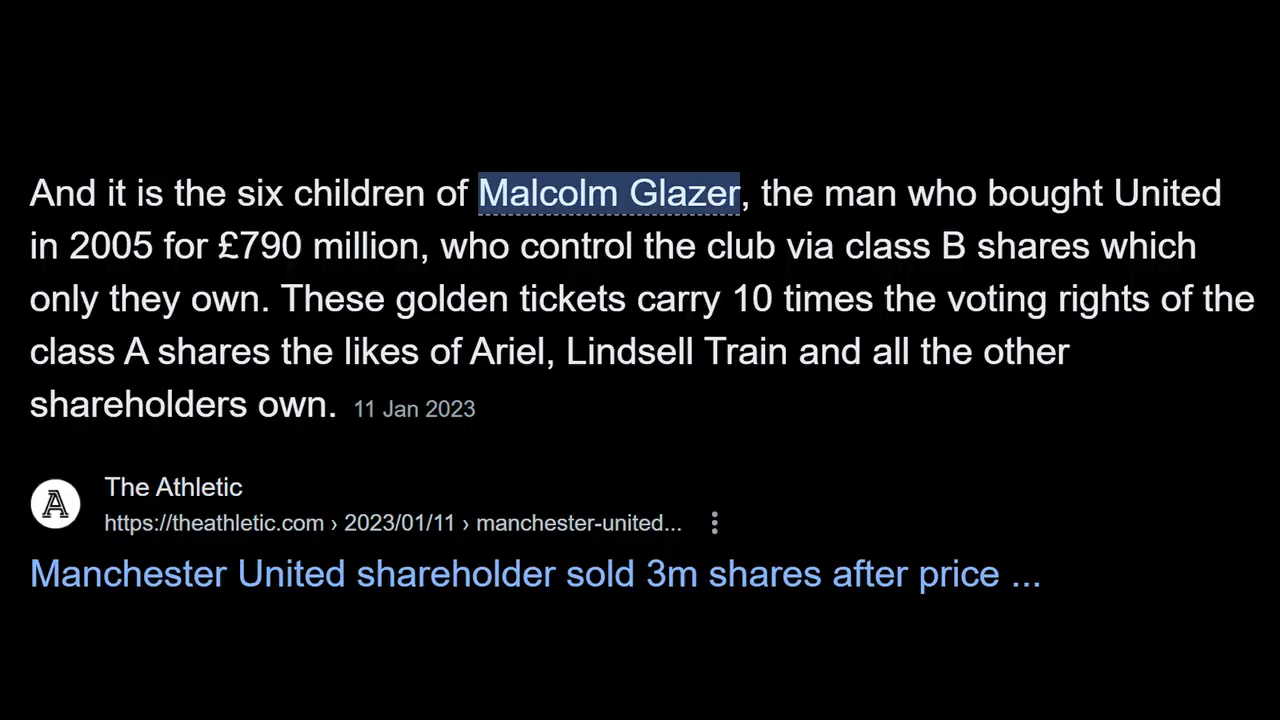 And it is the six children of Malcolm Glazer, the man who bought United
in 2005 for £790 million, who control the club via class B shares which
only they own. These golden tickets carry 10 times the voting rights of the
class A shares the likes of Ariel, Lindsell Train and all the other
shareholders own. 11 Jan 2023
A
The Athletic
https://theathletic.com › 2023/01/11 › manchester-united...
Manchester United shareholder sold 3m shares after price ...